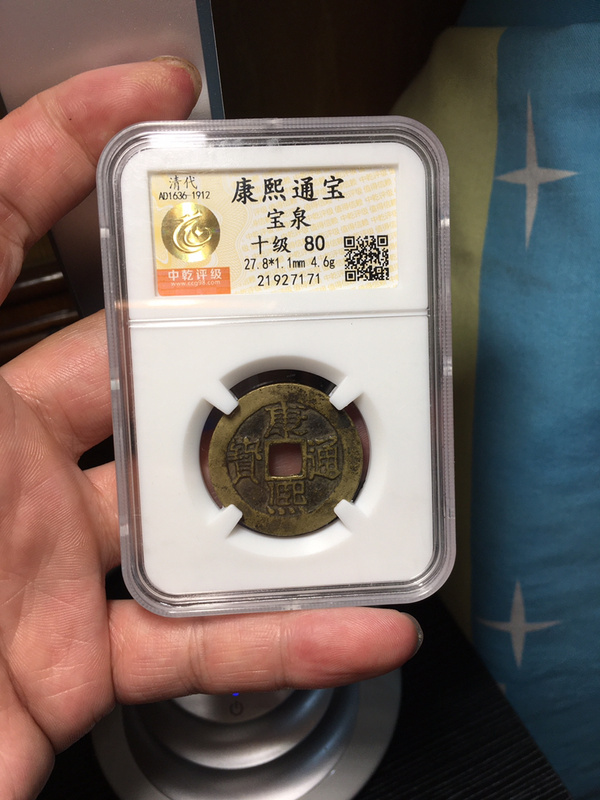 清代
AD1636-1912
康熙通宝
宝泉
十级 80
27.8*1.1mm 4.6g
21927171
中乾评级
康熙通寶